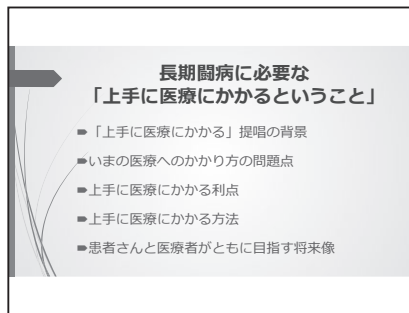 長期闘病に必要な
「上手に医療にかかるということ」
「上手に医療にかかる」提唱の背景
いまの医療へのかかり方の問題点
上手に医療にかかる利点
上手に医療にかかる方法
患者さんと医療者がともに目指す将来像